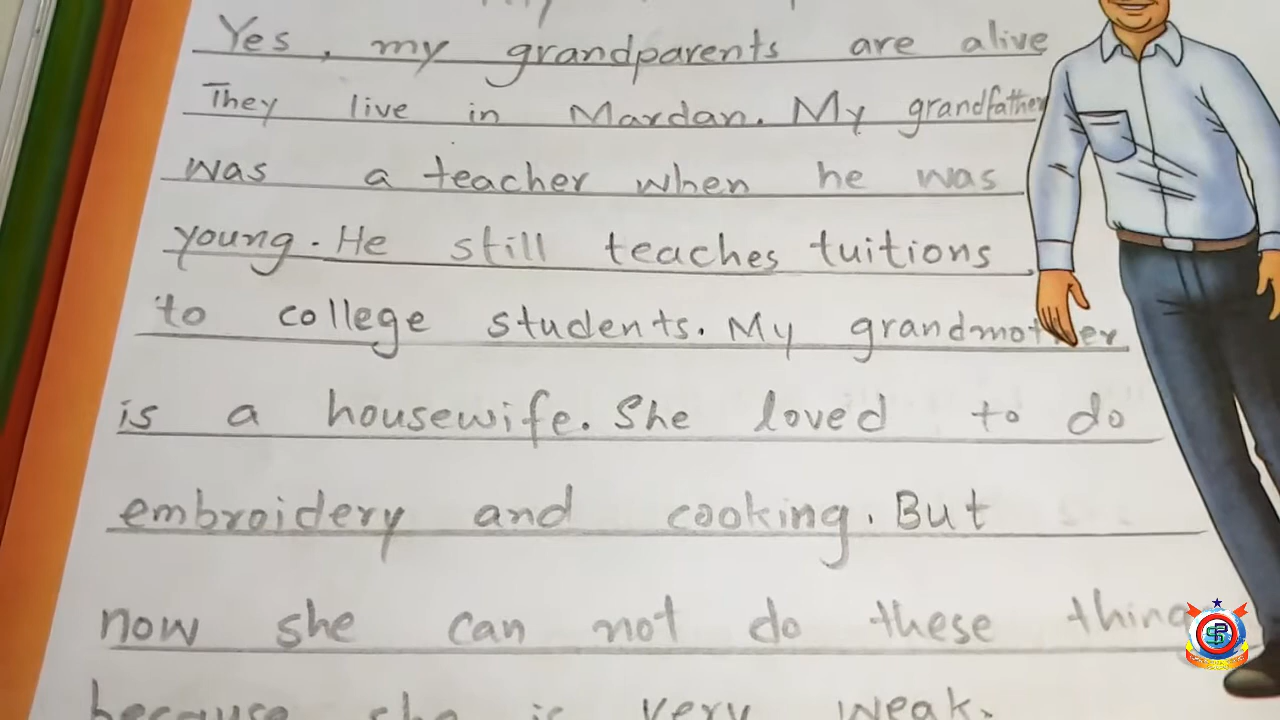 Yes, my grandparents are alive
They live in Mardan. My grandfather
was a teacher when he was
young. He still teaches tuitions
to college students. My grandmother
is a housewife. She loved to do
embroidery and cooking. But
now she can not do these things
because she is very weak.